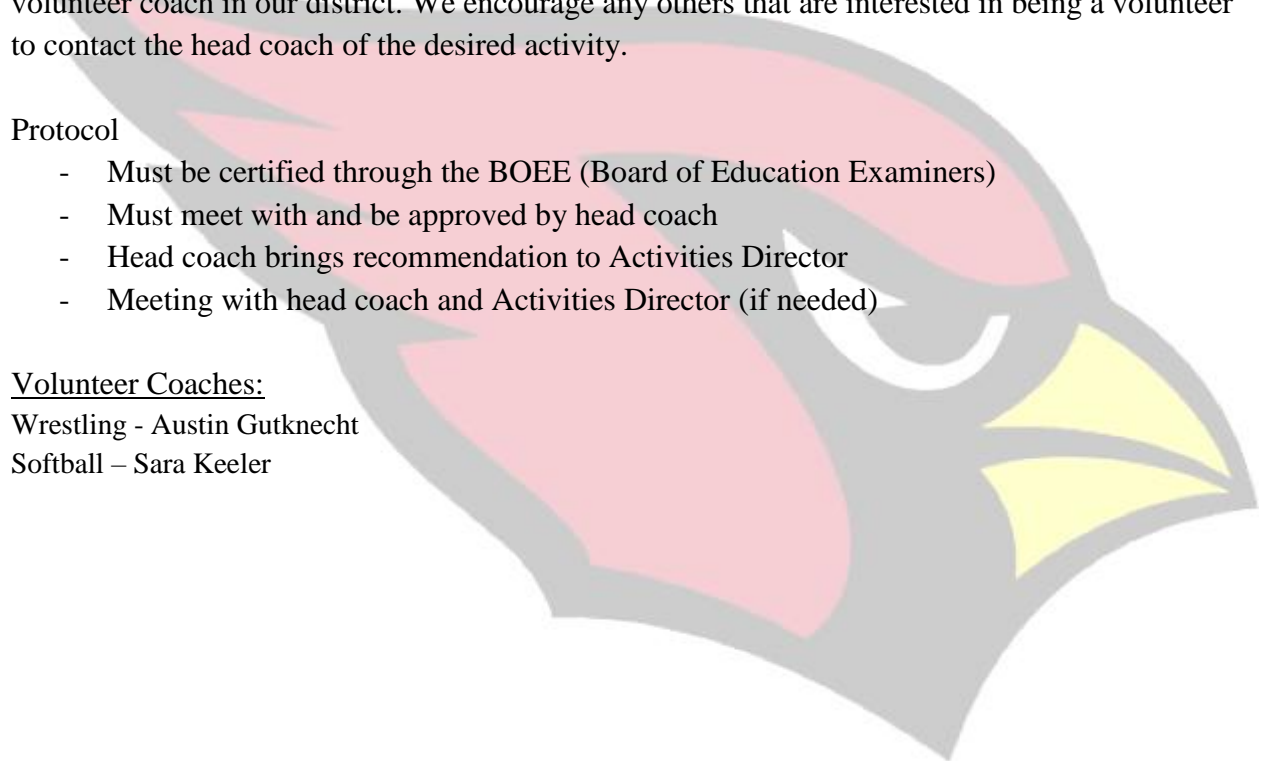 volunteer coach in our district. We encourage any others that are interested in being a volunteer
to contact the head coach of the desired activity.
Protocol
- Must be certified through the BOEE (Board of Education Examiners)
- Must meet with and be approved by head coach
- Head coach brings recommendation to Activities Director
- Meeting with head coach and Activities Director (if needed)
Volunteer Coaches:
Wrestling - Austin Gutknecht
Softball – Sara Keeler